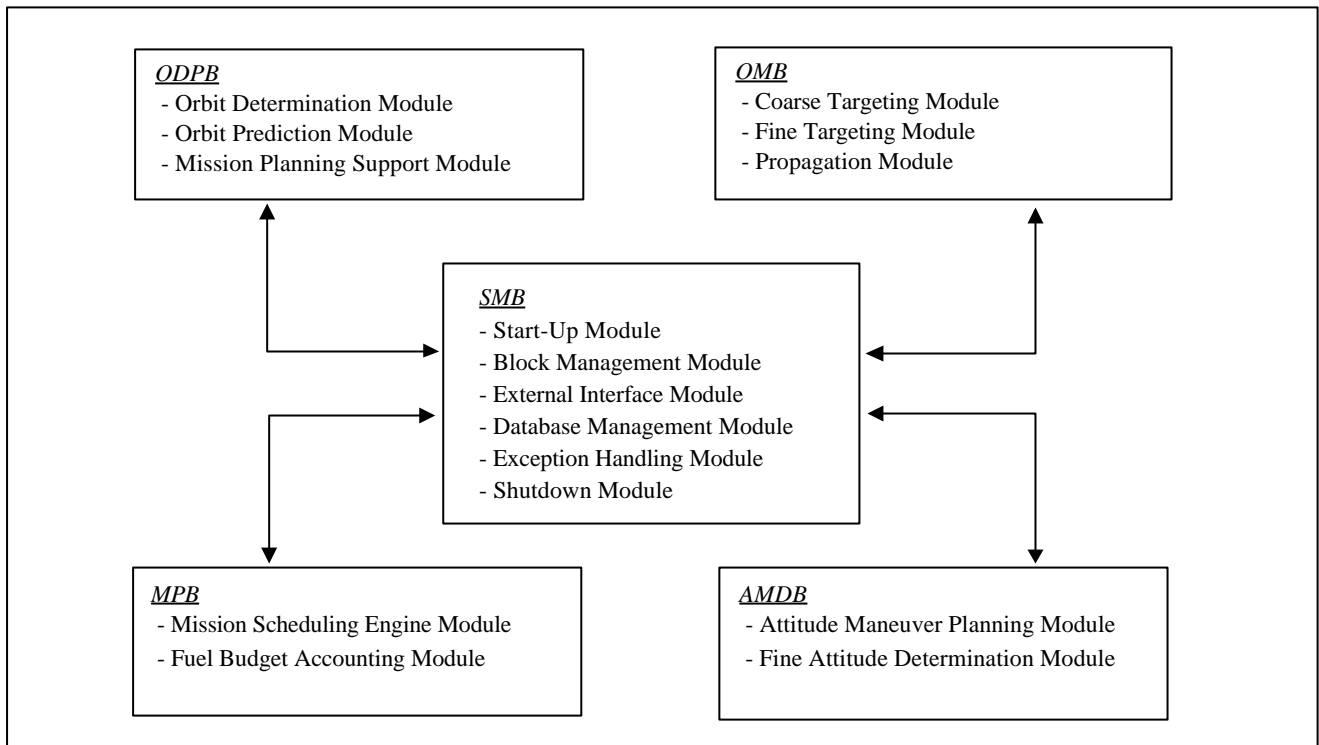 ODPB
- Orbit Determination Module
- Orbit Prediction Module
- Mission Planning Support Module
OMB
- Coarse Targeting Module
- Fine Targeting Module
- Propagation Module
SMB
- Start-Up Module
- Block Management Module
- External Interface Module
- Database Management Module
- Exception Handling Module
- Shutdown Module
MPB
- Mission Scheduling Engine Module
- Fuel Budget Accounting Module
AMDB
- Attitude Maneuver Planning Module
- Fine Attitude Determination Module